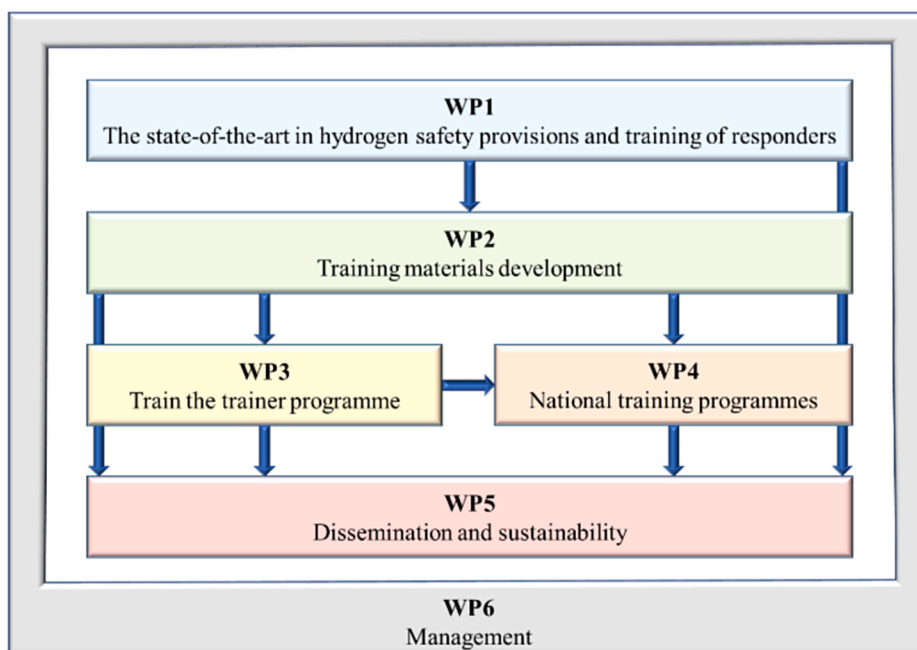 WP1
The state-of-the-art in hydrogen safety provisions and training of responders
WP2
Training materials development
WP3
Train the trainer programme
WP4
National training programmes
WP5
Dissemination and sustainability
WP6
Management